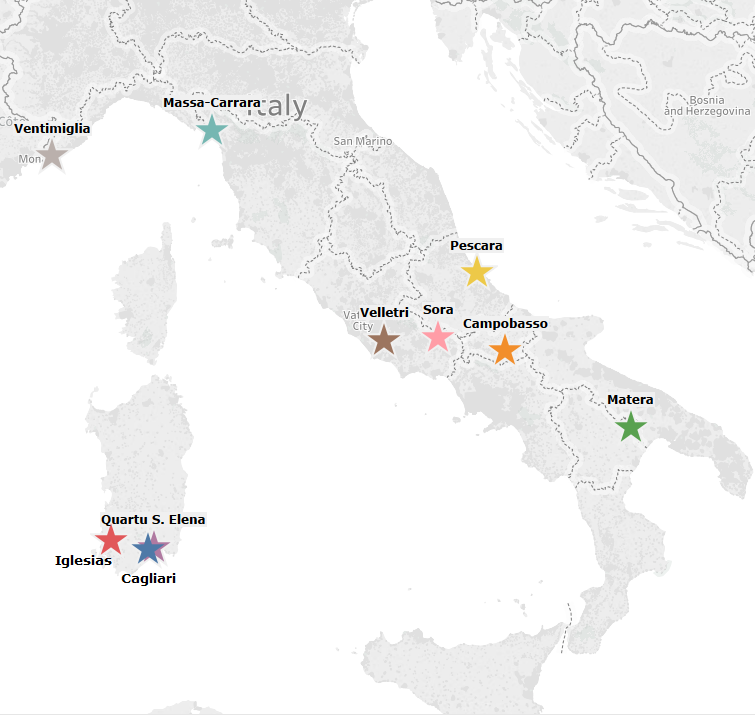 Bosnia
and Herzegovina
Massa-Carrara
Italy
Côte
Ventimiglia
Mon
San Marino
Pescara
Velletri
Sora
Vat
City
Campobasso
Matera
Quartu S. Elena
Iglesias
Cagliari